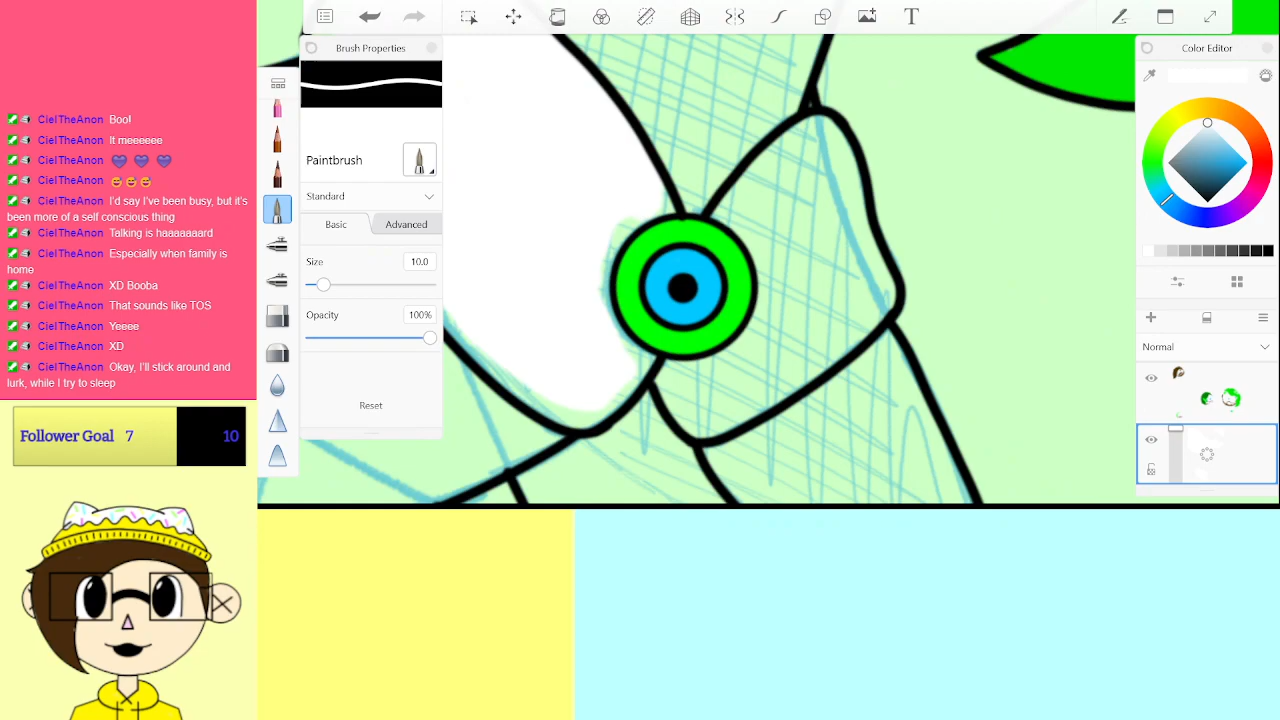 CielTheAnon Boo!
CielTheAnon It meeeeee
CielTheAnon
CielTheAnon
CielTheAnon I'd say I've been busy, but it's
been more of a self conscious thing
CielTheAnon Talking is haaaaaard
CielTheAnon Especially when family is
home
CielTheAnon XD Booba
CielTheAnon That sounds like TOS
CielTheAnon Yeeee
CielTheAnon XD
CielTheAnon Okay, I'll stick around and
lurk, while I try to sleep
Follower Goal 7 10
Brush Properties
Paintbrush
Standard
Basic Advanced
Size 10.0
Opacity 100%
Reset
T
Color Editor
Normal